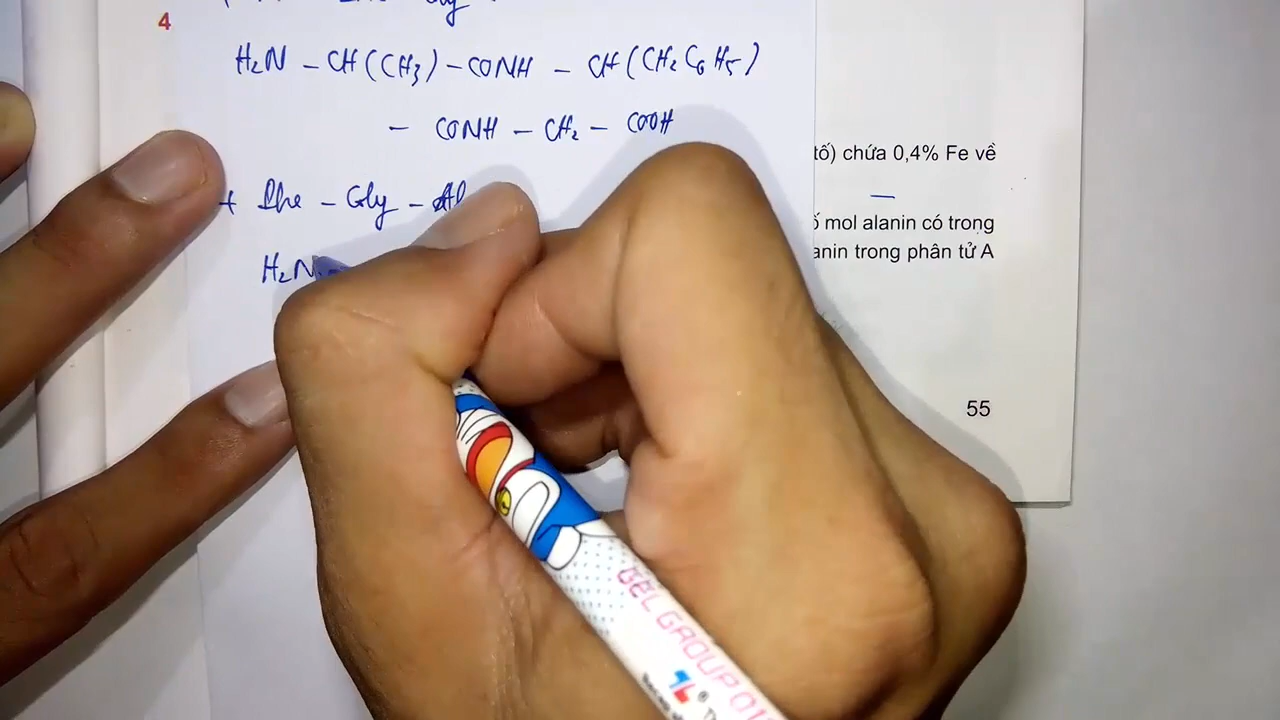 4
H₂N – CH(CH₃) – CONH – CH(CH₂C₆H₅)
– CONH – CH₂ – COOH
+ Phe – Gly – Al
H₂N
tố) chứa 0,4% Fe về
ố mol alanin có trong
anin trong phân tử A
55
GEL GROUP